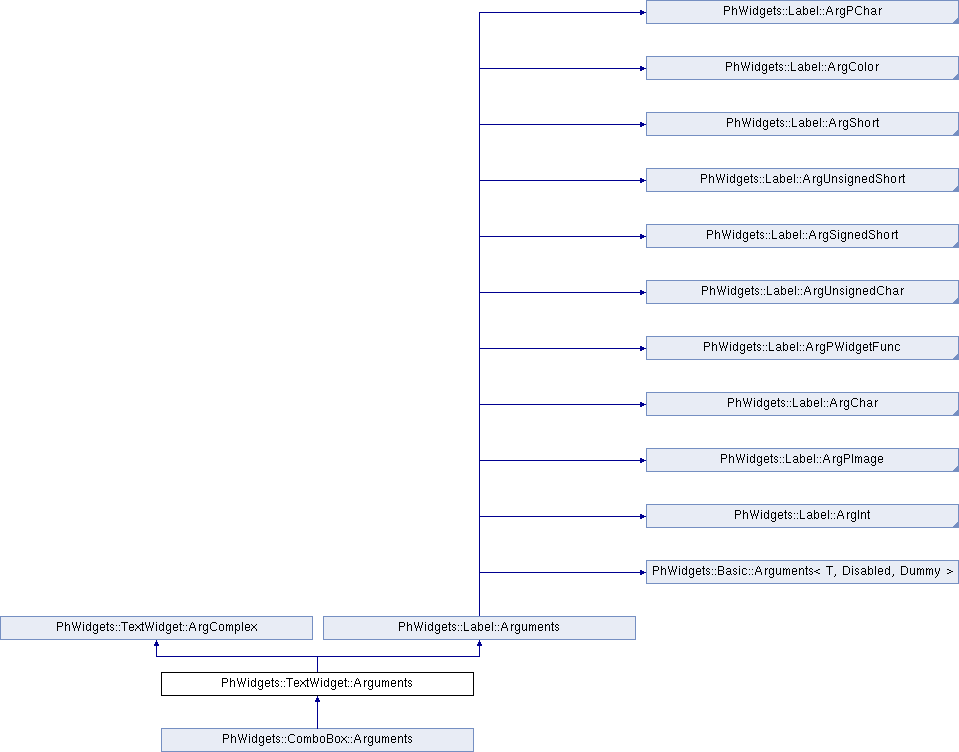 PhWidgets::Label::ArgPChar
PhWidgets::Label::ArgColor
PhWidgets::Label::ArgShort
PhWidgets::Label::ArgUnsignedShort
PhWidgets::Label::ArgSignedShort
PhWidgets::Label::ArgUnsignedChar
PhWidgets::Label::ArgPWidgetFunc
PhWidgets::Label::ArgChar
PhWidgets::Label::ArgPImage
PhWidgets::Label::ArgInt
PhWidgets::Basic::Arguments< T, Disabled, Dummy >
PhWidgets::TextWidget::ArgComplex
PhWidgets::Label::Arguments
PhWidgets::TextWidget::Arguments
PhWidgets::ComboBox::Arguments